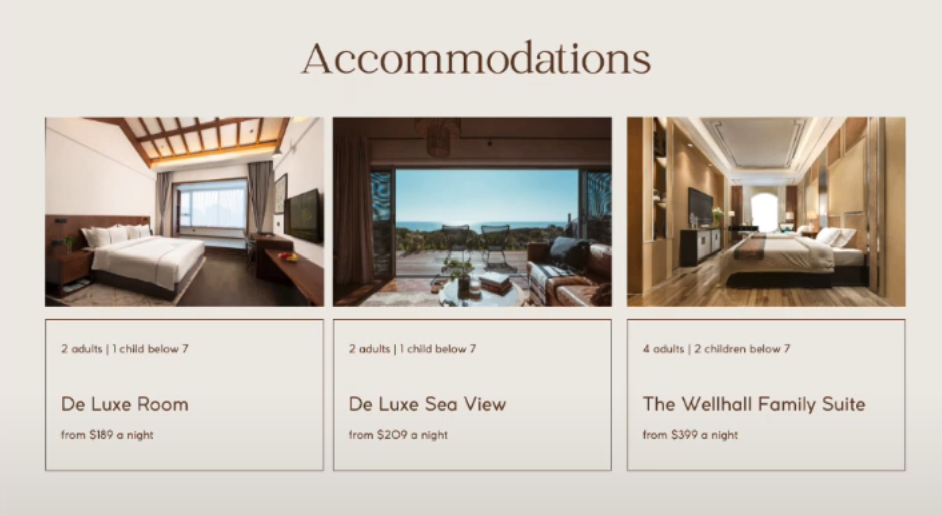 Accommodations
2 adults | 1 child below 7
De Luxe Room
from $189 a night
2 adults | 1 child below 7
De Luxe Sea View
from $209 a night
4 adults | 2 children below 7
The Wellhall Family Suite
from $399 a night